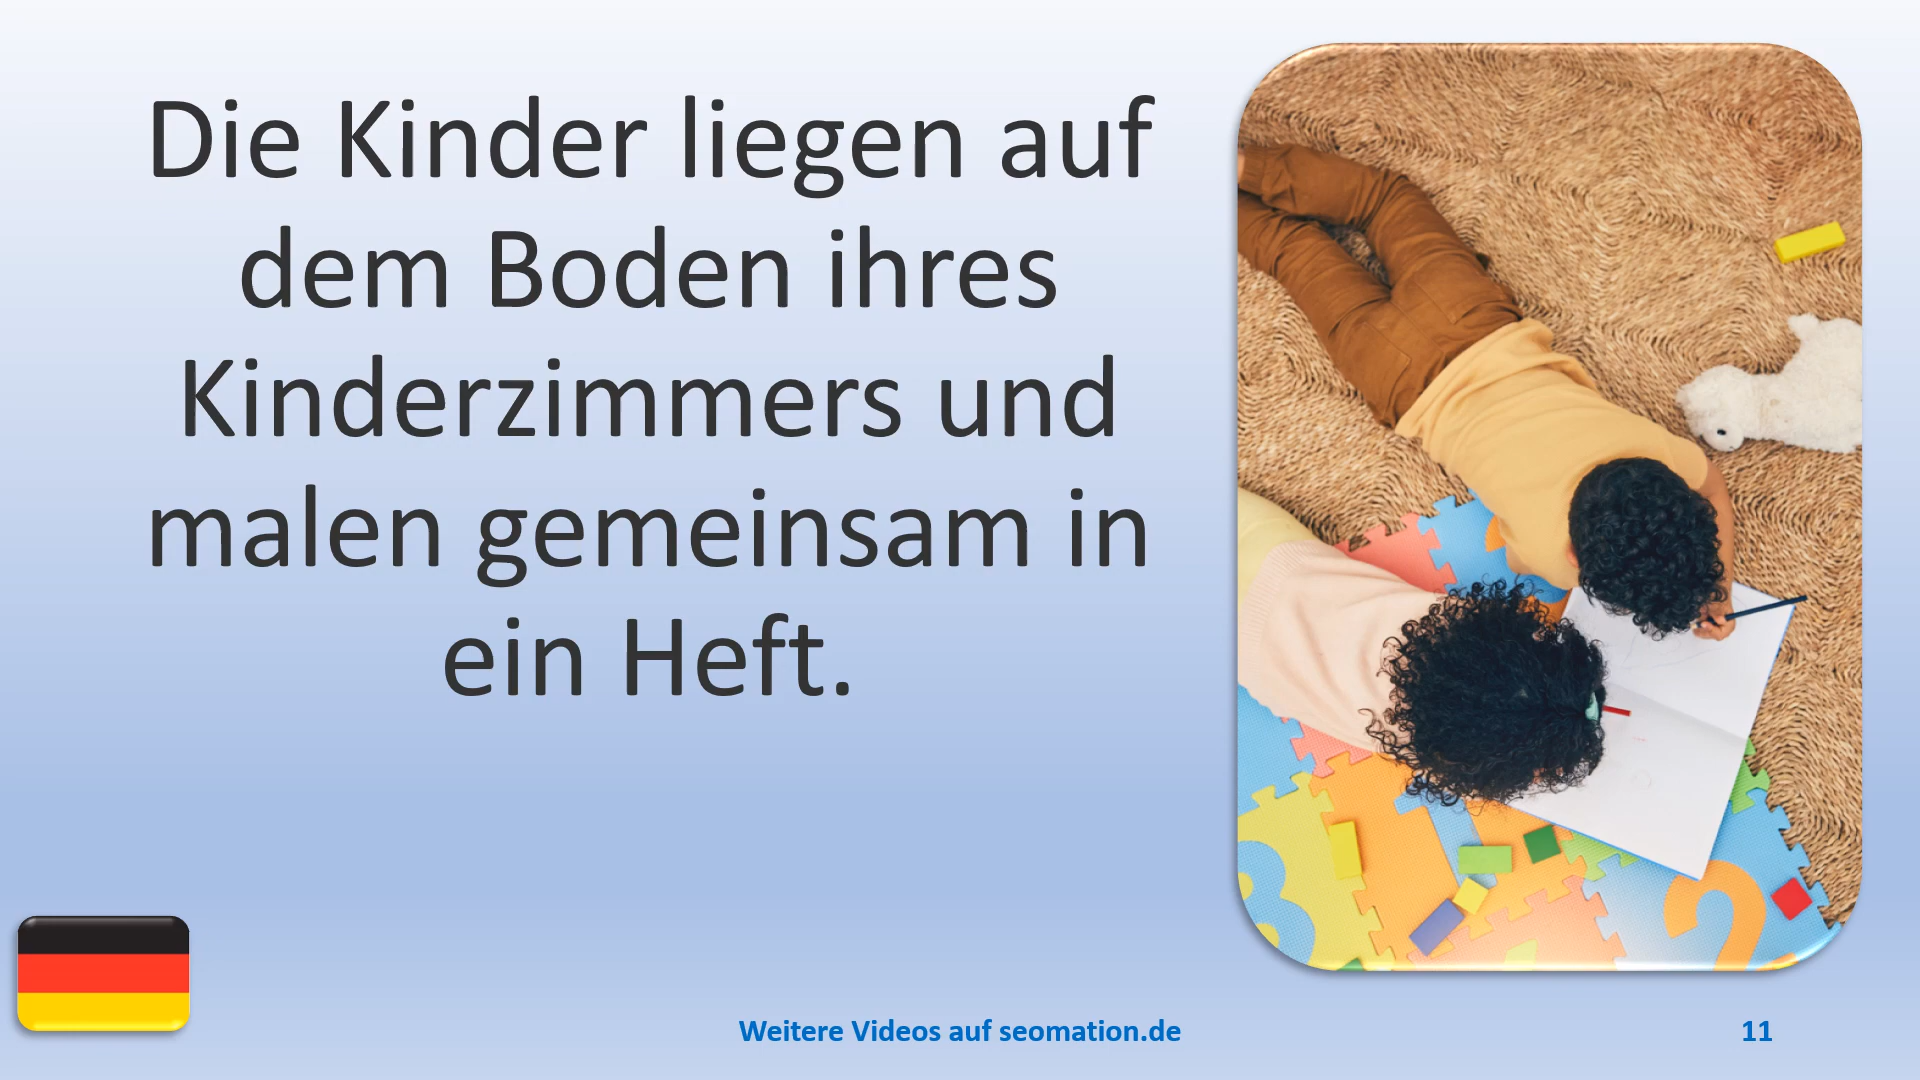 Die Kinder liegen auf
dem Boden ihres
Kinderzimmers und
malen gemeinsam in
ein Heft.
Weitere Videos auf seomation.de
11